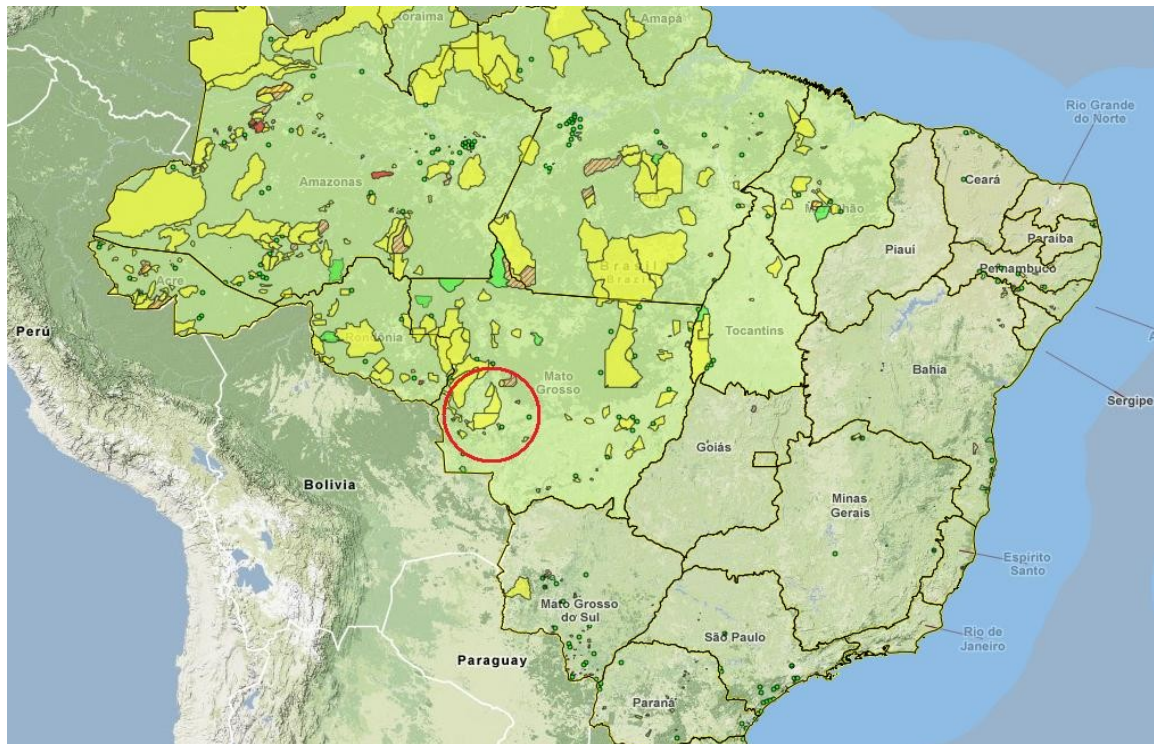 oraima
Amapá
Rio Grande
do Norte
Amazonas
Ceará
Paraíba
Piauí
Pernambuco
Acre
Brasil
Brazil
Perú
Rondônia
Tocantins
Mato
Grosso
Bahia
Sergipe
Goiás
Bolivia
Minas
Gerais
Espírito
Santo
Mato Grosso
do Sul
São Paulo
Rio de
Janeiro
Paraguay
Paraná